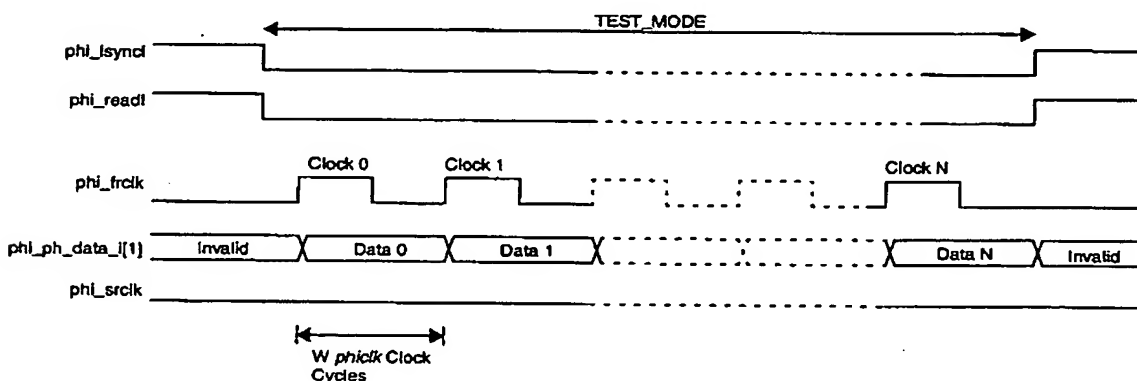 TEST_MODE
phi_lsyncl
phi_readl
Clock 0
Clock 1
Clock N
phi_frclk
phi_ph_data_i[1]
Invalid
Data 0
Data 1
Data N
Invalid
phi_srclk
W phiclk Clock
Cycles